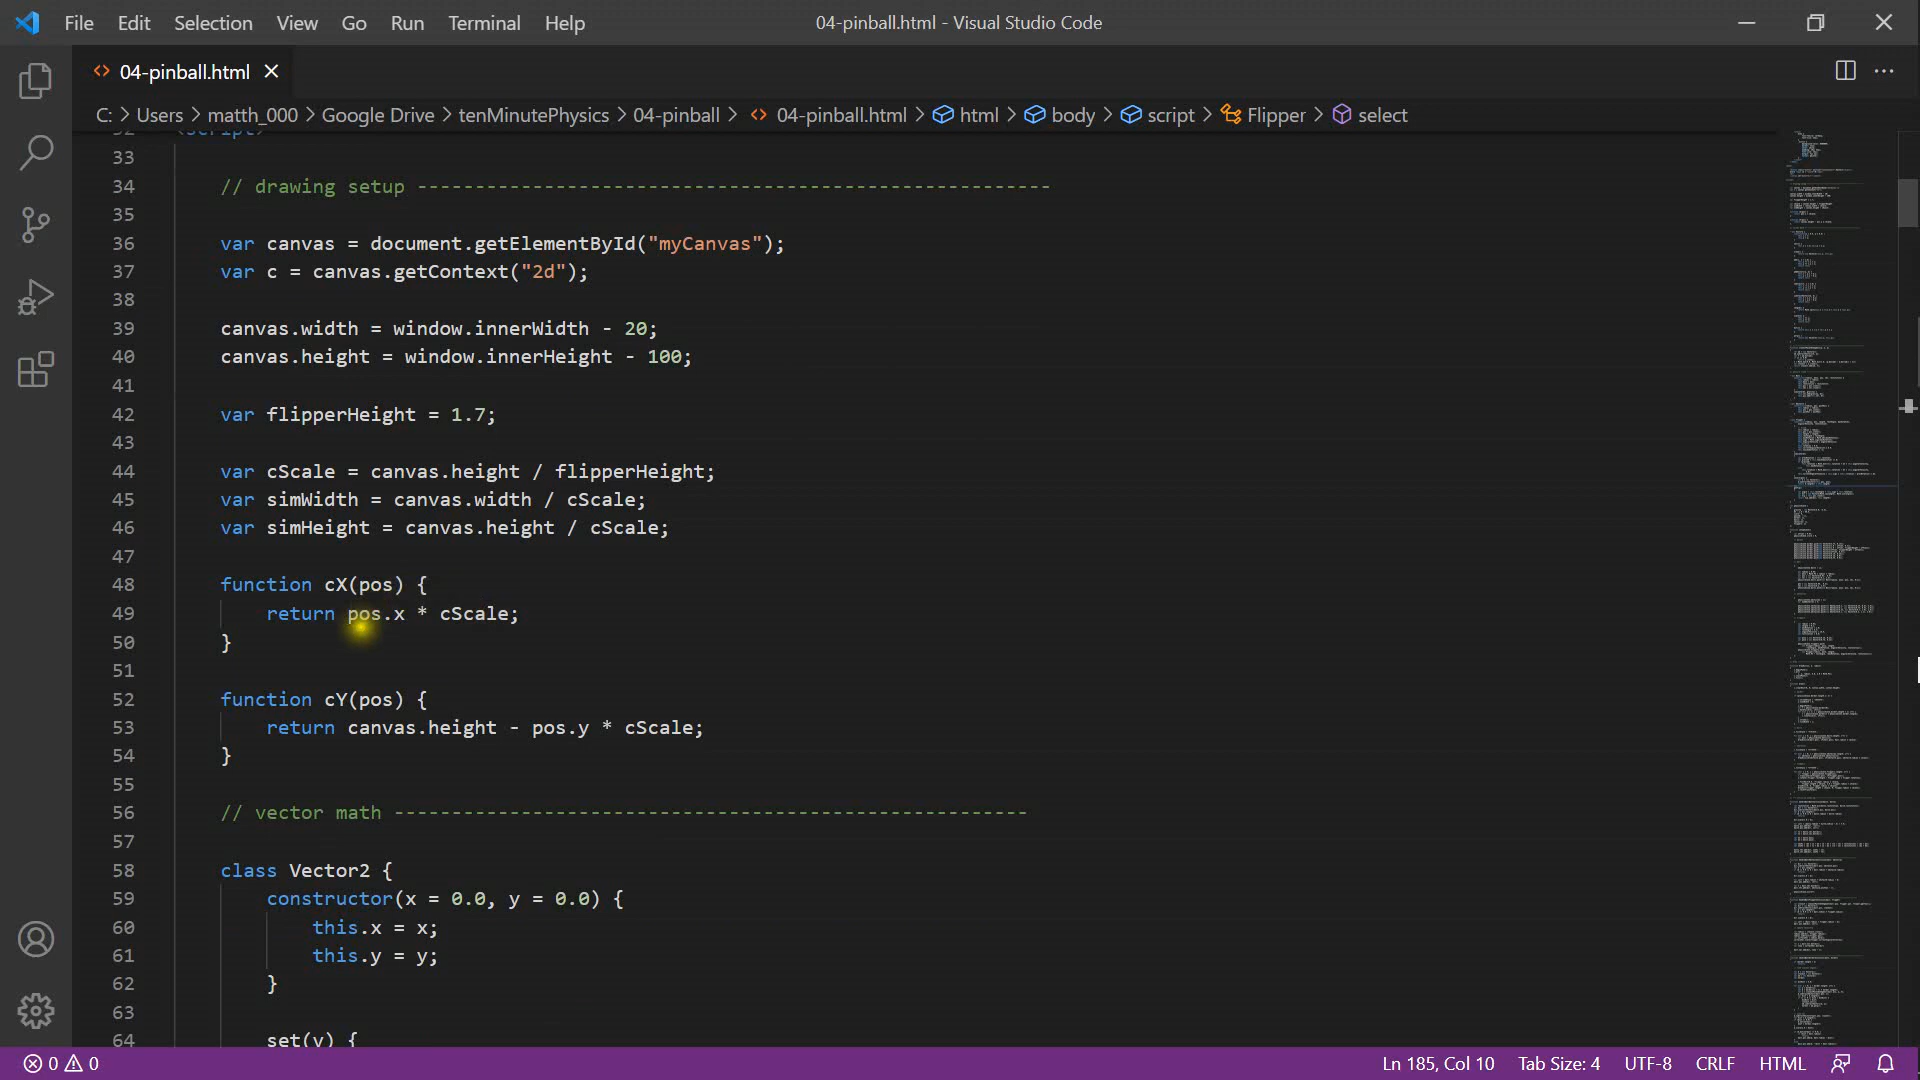 File Edit Selection View Go Run Terminal Help 04-pinball.html - Visual Studio Code
04-pinball.html
C: > Users > matth_000 > Google Drive > tenMinutePhysics > 04-pinball > 04-pinball.html > html > body > script > Flipper > select
32 <script>
33
34 // drawing setup -------------------------------------------------------
35
36 var canvas = document.getElementById("myCanvas");
37 var c = canvas.getContext("2d");
38
39 canvas.width = window.innerWidth - 20;
40 canvas.height = window.innerHeight - 100;
41
42 var flipperHeight = 1.7;
43
44 var cScale = canvas.height / flipperHeight;
45 var simWidth = canvas.width / cScale;
46 var simHeight = canvas.height / cScale;
47
48 function cX(pos) {
49 return pos.x * cScale;
50 }
51
52 function cY(pos) {
53 return canvas.height - pos.y * cScale;
54 }
55
56 // vector math -------------------------------------------------------
57
58 class Vector2 {
59 constructor(x = 0.0, y = 0.0) {
60 this.x = x;
61 this.y = y;
62 }
63
64 set(v) {
0 0 Ln 185, Col 10 Tab Size: 4 UTF-8 CRLF HTML